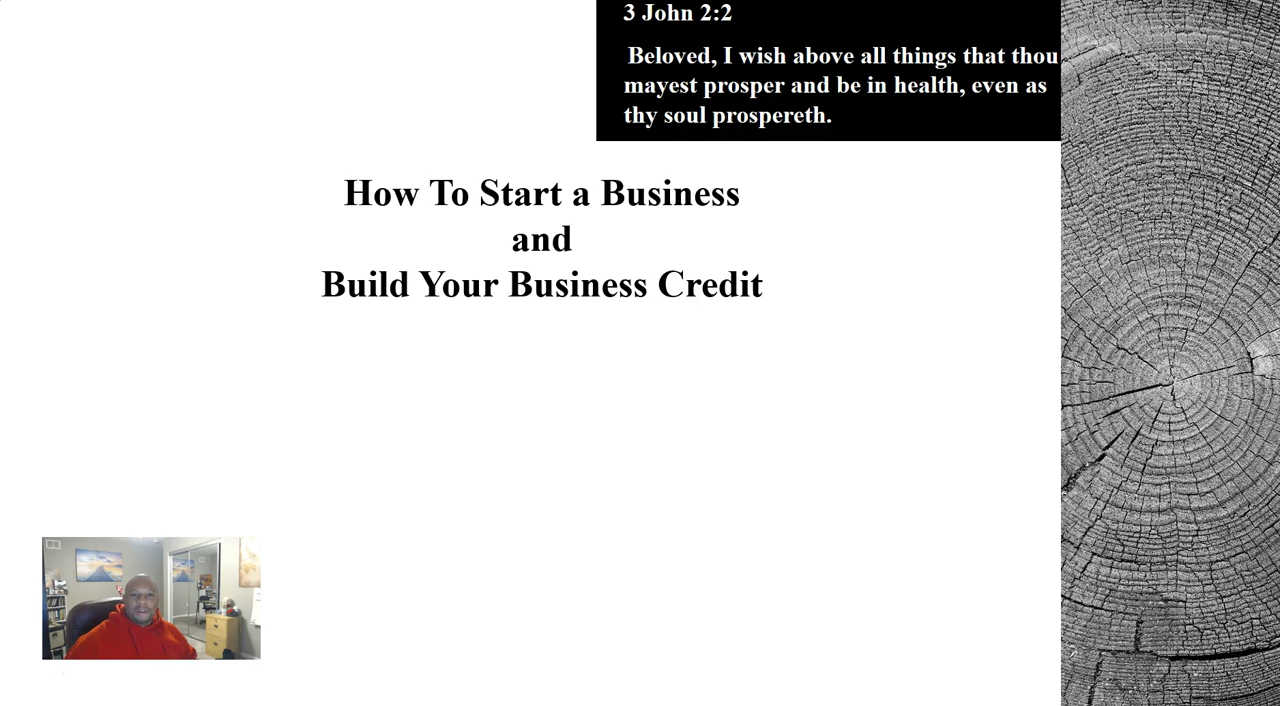 3 John 2:2
Beloved, I wish above all things that thou
mayest prosper and be in health, even as
thy soul prospereth.
How To Start a Business
and
Build Your Business Credit